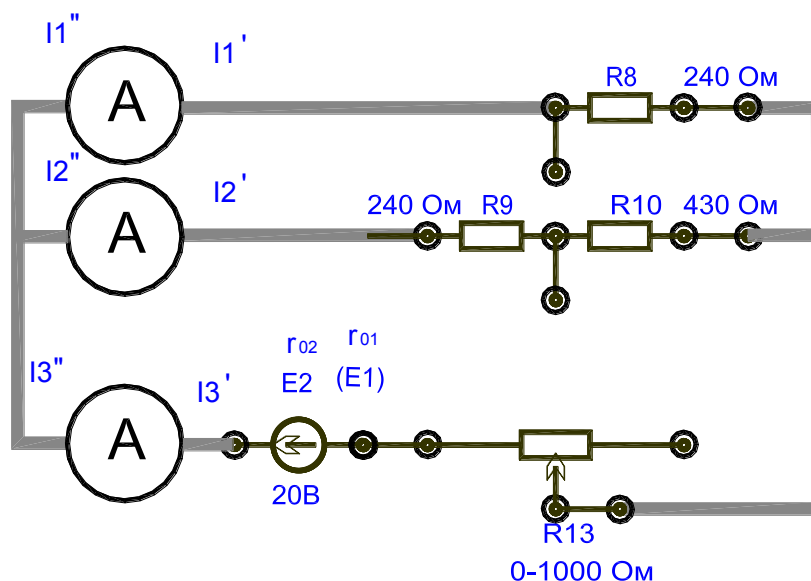 I1" I1'
A
R8 240 Ом
I2" I2'
A
240 Ом R9 R10 430 Ом
r02 r01
I3" I3' E2 (E1)
A
20В
R13
0-1000 Ом